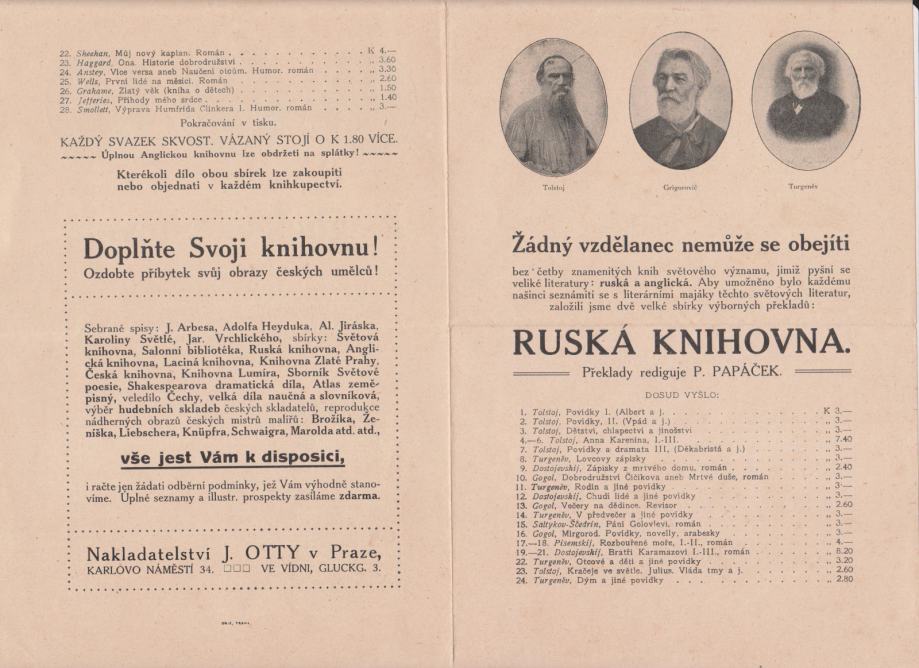 22. Sheehan, Můj nový kaplan. Román . . . . . . . . . . . . K 4.—
23. Haggard, Ona. Historie dobrodružství . . . . . . . . . . . „ 3.60
24. Anstey, Vice versa aneb Naučení otcům. Humor. román . . . . . „ 3.30
25. Wells, První lidé na měsíci. Román . . . . . . . . . . . „ 2.60
26. Grahame, Zlatý věk (kniha o dětech) . . . . . . . . . . . „ 1.50
27. Jefferies, Příhody mého srdce . . . . . . . . . . . . . „ 1.40
28. Smollett, Výprava Humfrida Clinkera I. Humor. román . . . . . „ 3.—
Pokračování v tisku.
KAŽDÝ SVAZEK SKVOST. VÁZANÝ STOJÍ O K 1.80 VÍCE.
~~~~~ Úplnou Anglickou knihovnu lze obdržeti na splátky! ~~~~~
Kterékoli dílo obou sbírek lze zakoupiti
nebo objednati v každém knihkupectví.
Doplňte Svoji knihovnu!
Ozdobte příbytek svůj obrazy českých umělců!
Sebrané spisy: J. Arbesa, Adolfa Heyduka, Al. Jiráska,
Karoliny Světlé, Jar. Vrchlického, sbírky: Světová
knihovna, Salonní bibliotéka, Ruská knihovna, Angli-
cká knihovna, Laciná knihovna, Knihovna Zlaté Prahy,
Česká knihovna, Knihovna Lumíra, Sborník Světové
poesie, Shakespearova dramatická díla, Atlas země-
pisný, veledílo Čechy, velká díla naučná a slovníková,
výběr hudebních skladeb českých skladatelů, reprodukce
nádherných obrazů českých mistrů malířů: Brožíka, Že-
níška, Liebschera, Knüpfra, Schwaigra, Marolda atd. atd.,
vše jest Vám k disposici,
i račte jen žádati odběrní podmínky, jež Vám výhodně stano-
víme. Úplné seznamy a illustr. prospekty zasíláme zdarma.
Nakladatelství J. OTTY v Praze,
KARLOVO NÁMĚSTÍ 34. □□□ VE VÍDNI, GLUCKG. 3.
Tolstoj
Grigorovič
Turgeněv
Žádný vzdělanec nemůže se obejíti
bez četby znamenitých knih světového významu, jimiž pyšní se
veliké literatury: ruská a anglická. Aby umožněno bylo každému
našinci seznámiti se s literárními majáky těchto světových literatur,
založili jsme dvě velké sbírky výborných překladů:
RUSKÁ KNIHOVNA.
Překlady rediguje P. PAPÁČEK.
DOSUD VYŠLO:
1. Tolstoj, Povídky I. (Albert a j. . . . . . . . . . . . . K 3.—
2. Tolstoj, Povídky, II. (Vpád a j.) . . . . . . . . . . . . „ 3.—
3. Tolstoj, Dětství, chlapectví a jinošství . . . . . . . . . . „ 3.—
4.—6. Tolstoj, Anna Karenina, I.-III. . . . . . . . . . . . „ 7.40
7. Tolstoj, Povídky a dramata III, (Děkabristá a j.) . . . . . . . „ 3.—
8. Turgeněv, Lovcovy zápisky . . . . . . . . . . . . . „ 3.—
9. Dostojevskij, Zápisky z mrtvého domu, román . . . . . . . . „ 2.40
10. Gogol, Dobrodružství Čičikova aneb Mrtvé duše, román . . . . . „ 3.—
11. Turgeněv, Rodin a jiné povídky . . . . . . . . . . . . „ 3.—
12. Dostojevskij, Chudí lidé a jiné povídky . . . . . . . . . . „ 3.—
13. Gogol, Večery na dědince. Revisor . . . . . . . . . . . „ 2.60
14. Turgeněv, V předvečer a jiné povídky . . . . . . . . . . „ 3.—
15. Saltykov-Ščedrin, Páni Golovlevi, román . . . . . . . . . . „ 3.—
16. Gogol, Mirgorod. Povídky, novelly, arabesky . . . . . . . . „ 3.—
17.—18. Pisemskij, Rozbouřené moře, I.-II., román . . . . . . . „ 4.—
19.—21. Dostojevskij, Bratři Karamazovi I.-III., román . . . . . . „ 8.20
22. Turgeněv, Otcové a děti a jiné povídky . . . . . . . . . . „ 3.20
23. Tolstoj, Kráčeje ve světle. Julius. Vláda tmy a j. . . . . . . „ 2.60
24. Turgeněv, Dým a jiné povídky . . . . . . . . . . . . „ 2.80